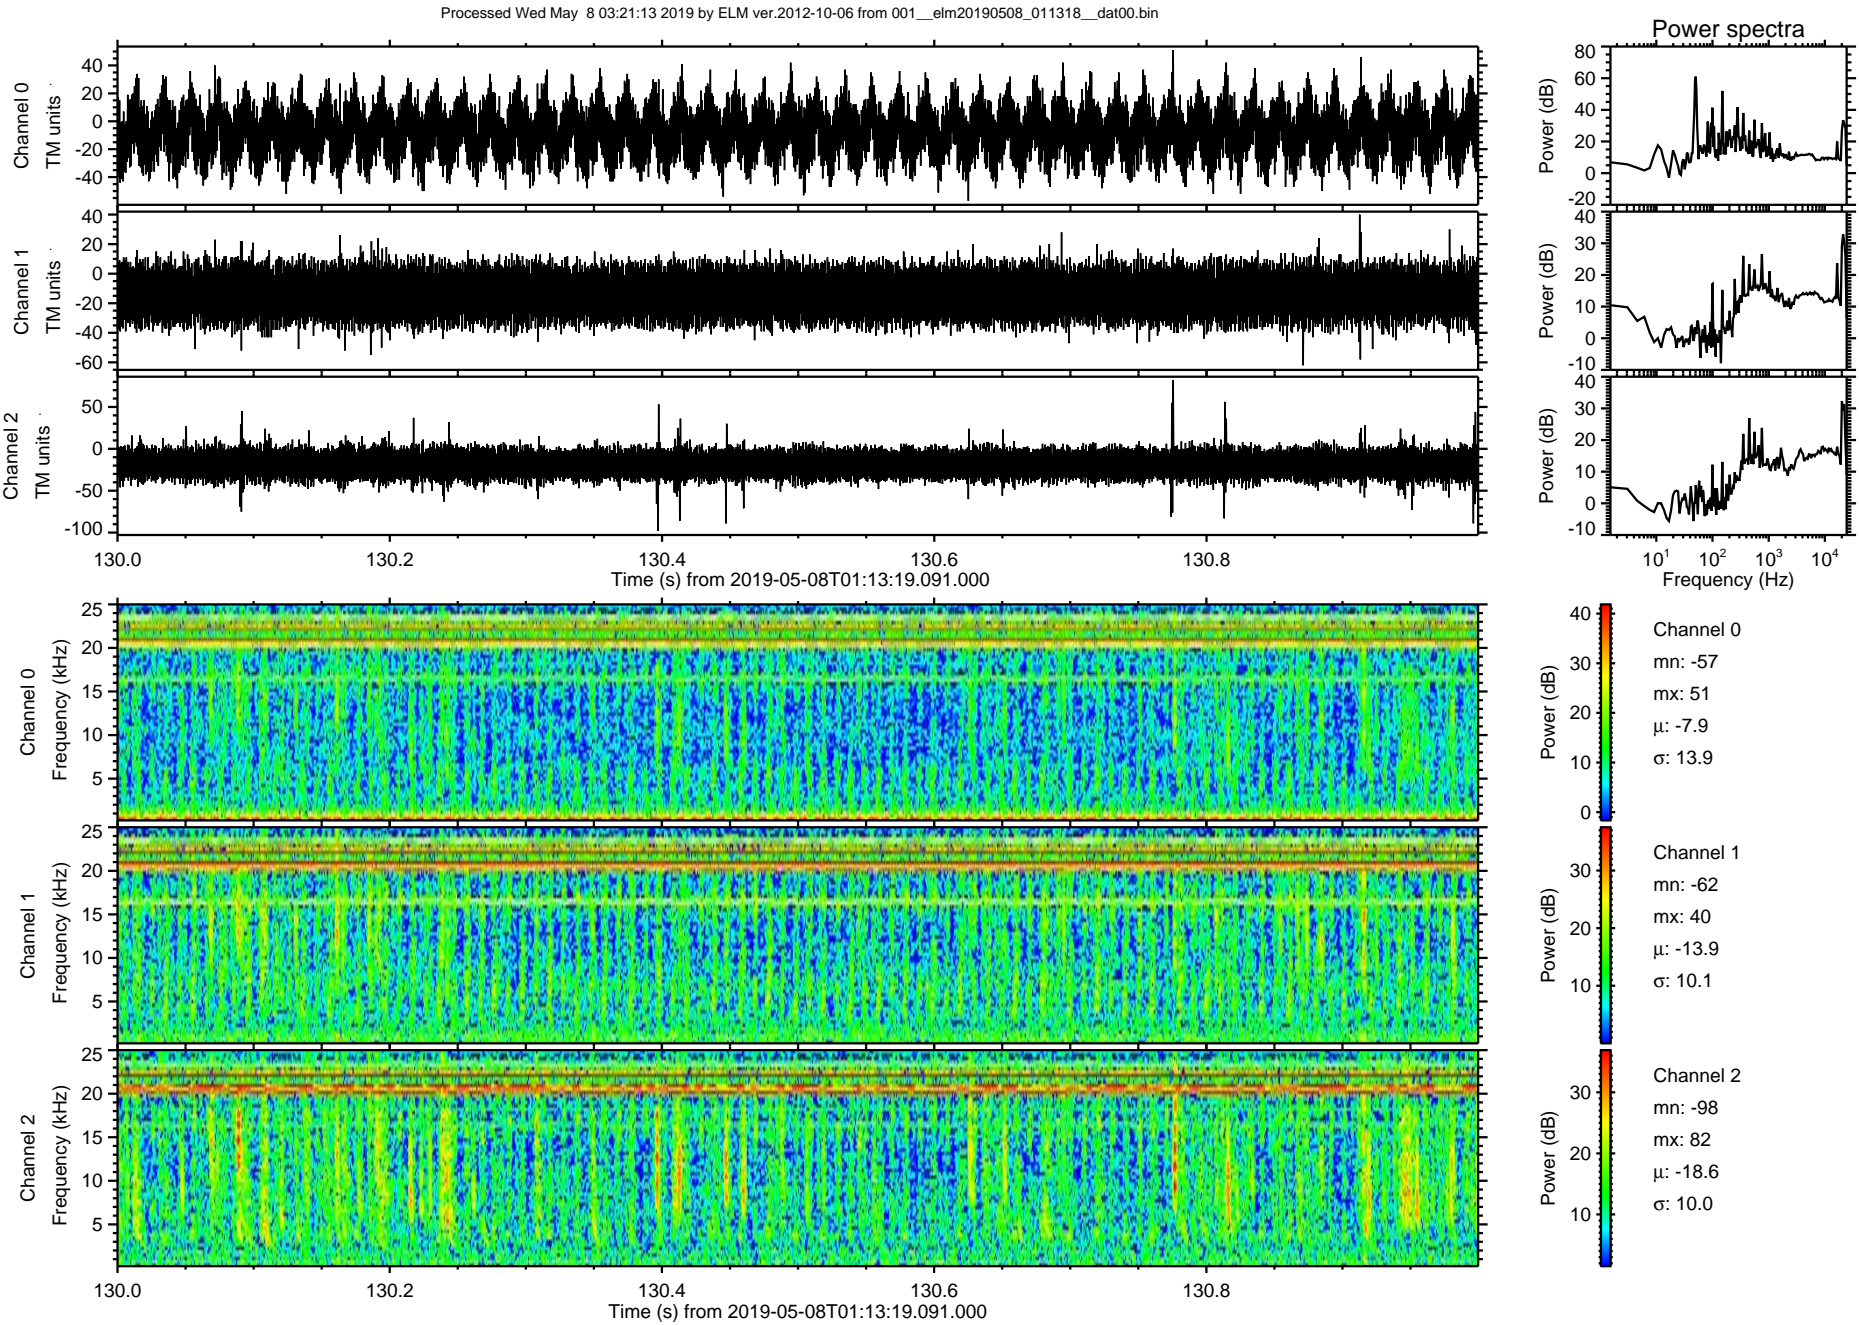 Processed Wed May 8 03:21:13 2019 by ELM ver.2012-10-06 from 001__elm20190508_011318__dat00.bin
Power spectra
Channel 0
TM units
40
20
0
-20
-40
Power (dB)
80
60
40
20
0
-20
Channel 1
TM units
40
20
0
-20
-40
-60
Power (dB)
40
30
20
10
0
-10
Channel 2
TM units
50
0
-50
-100
Power (dB)
40
30
20
10
0
-10
130.0 130.2 130.4 130.6 130.8
Time (s) from 2019-05-08T01:13:19.091.000
10^1 10^2 10^3 10^4
Frequency (Hz)
Channel 0
Frequency (kHz)
25
20
15
10
5
Power (dB)
40
30
20
10
0
Channel 0
mn: -57
mx: 51
μ: -7.9
σ: 13.9
Channel 1
Frequency (kHz)
25
20
15
10
5
Power (dB)
30
20
10
Channel 1
mn: -62
mx: 40
μ: -13.9
σ: 10.1
Channel 2
Frequency (kHz)
25
20
15
10
5
Power (dB)
30
20
10
Channel 2
mn: -98
mx: 82
μ: -18.6
σ: 10.0
130.0 130.2 130.4 130.6 130.8
Time (s) from 2019-05-08T01:13:19.091.000